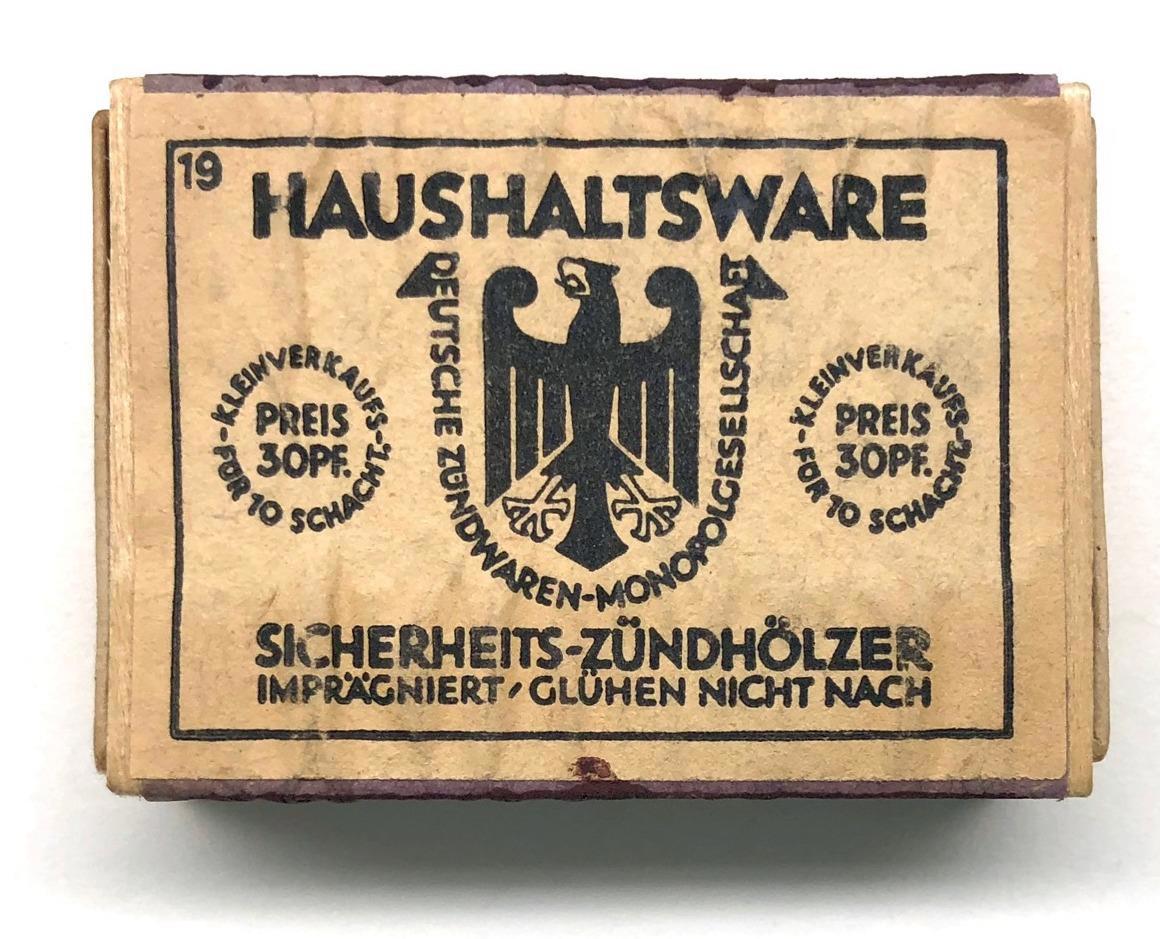 19
HAUSHALTSWARE
DEUTSCHE ZÜNDWAREN-MONOPOLGESELLSCHAFT
KLEINVERKAUFS-
PREIS
30PF.
-FÜR 10 SCHACHT.-
KLEINVERKAUFS-
PREIS
30PF.
-FÜR 10 SCHACHT.-
SICHERHEITS-ZÜNDHÖLZER
IMPRÄGNIERT, GLÜHEN NICHT NACH